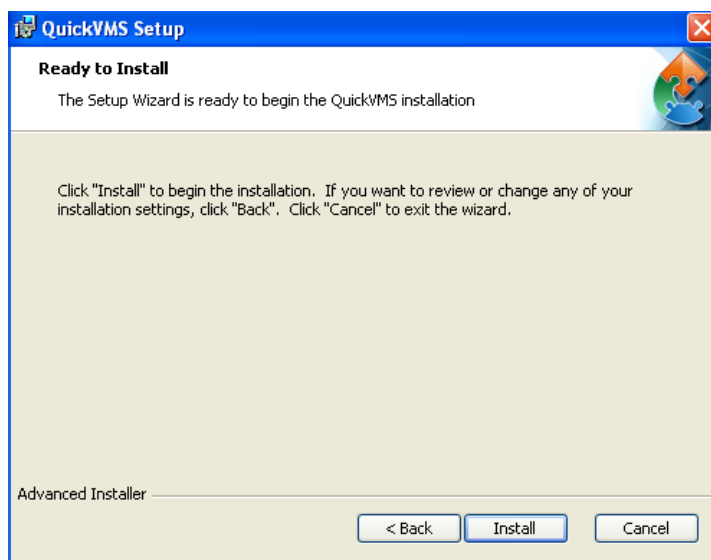 QuickVMS Setup
Ready to Install
The Setup Wizard is ready to begin the QuickVMS installation
Click "Install" to begin the installation.  If you want to review or change any of your
installation settings, click "Back".  Click "Cancel" to exit the wizard.
Advanced Installer
< Back
Install
Cancel